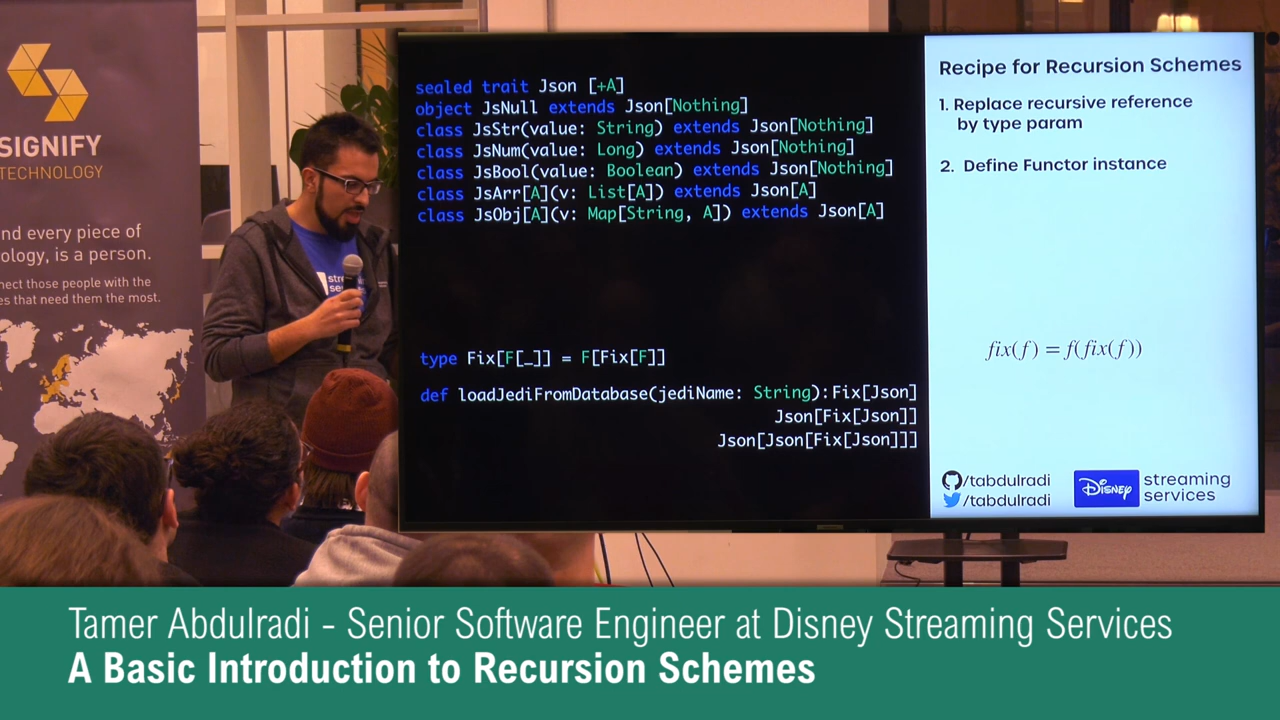 SIGNIFY
TECHNOLOGY
nd every piece of
ology, is a person.
nect those people with the
es that need them the most.
sealed trait Json [+A]
object JsNull extends Json[Nothing]
class JsStr(value: String) extends Json[Nothing]
class JsNum(value: Long) extends Json[Nothing]
class JsBool(value: Boolean) extends Json[Nothing]
class JsArr[A](v: List[A]) extends Json[A]
class JsObj[A](v: Map[String, A]) extends Json[A]
type Fix[F[_]] = F[Fix[F]]
def loadJediFromDatabase(jediName: String):Fix[Json]
Json[Fix[Json]]
Json[Json[Fix[Json]]]
Recipe for Recursion Schemes
1. Replace recursive reference
by type param
2. Define Functor instance
fix(f) = f(fix(f))
/tabdulradi
/tabdulradi
Disney
streaming
services
Tamer Abdulradi - Senior Software Engineer at Disney Streaming Services
A Basic Introduction to Recursion Schemes